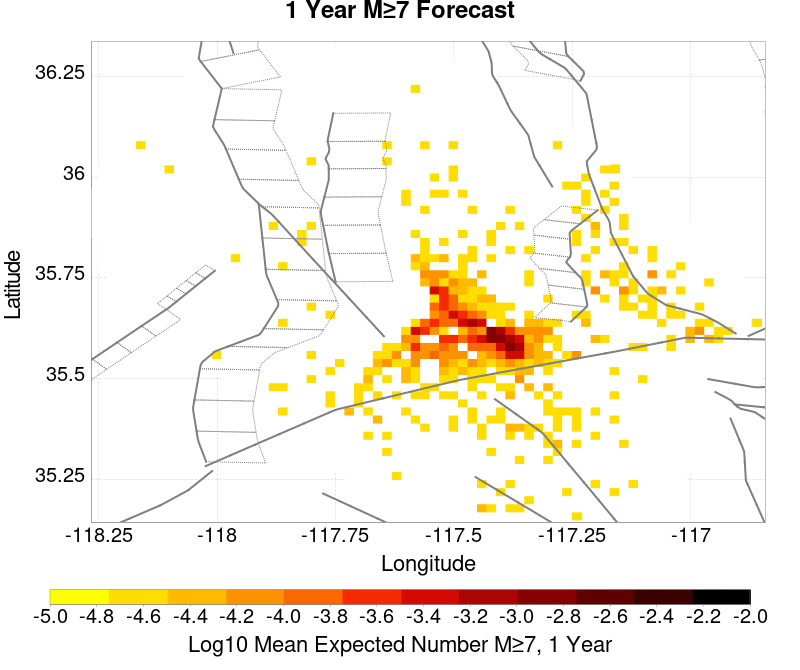 1 Year M≥7 Forecast
36.25
36
35.75
35.5
35.25
Latitude
-118.25 -118 -117.75 -117.5 -117.25 -117
Longitude
-5.0 -4.8 -4.6 -4.4 -4.2 -4.0 -3.8 -3.6 -3.4 -3.2 -3.0 -2.8 -2.6 -2.4 -2.2 -2.0
Log10 Mean Expected Number M≥7, 1 Year